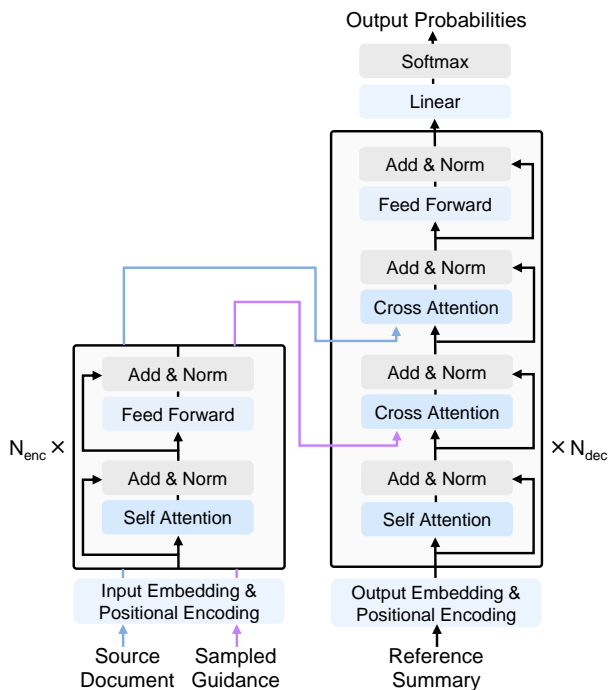 Output Probabilities
Softmax
Linear
Add & Norm
Feed Forward
Add & Norm
Cross Attention
Add & Norm
Cross Attention
Add & Norm
Self Attention
× N_dec
Output Embedding &
Positional Encoding
Reference
Summary
Add & Norm
Feed Forward
N_enc ×
Add & Norm
Self Attention
Input Embedding &
Positional Encoding
Source
Document
Sampled
Guidance